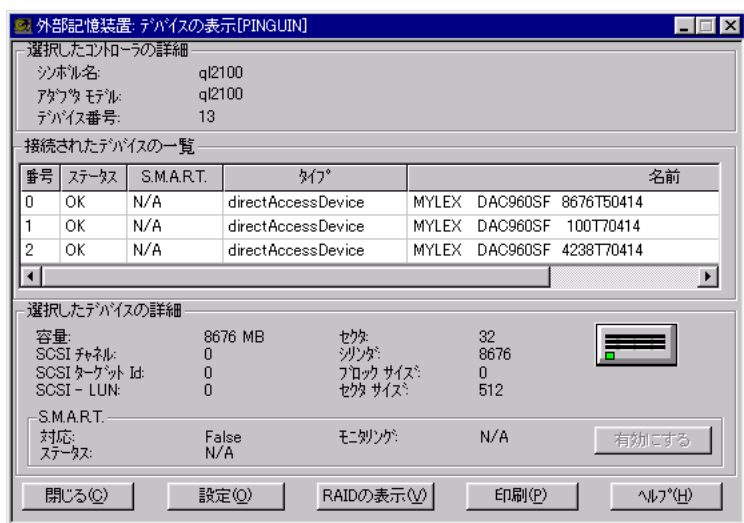 外部記憶装置: ﾃﾞﾊﾞｲｽの表示[PINGUIN]
選択したｺﾝﾄﾛｰﾗの詳細
ｼﾝﾎﾞﾙ名: ql2100
ｱﾀﾞﾌﾟﾀ ﾓﾃﾞﾙ: ql2100
ﾃﾞﾊﾞｲｽ番号: 13
接続されたﾃﾞﾊﾞｲｽの一覧
番号 ｽﾃｰﾀｽ S.M.A.R.T. ﾀｲﾌﾟ 名前
0 OK N/A directAccessDevice MYLEX DAC960SF 8676T50414
1 OK N/A directAccessDevice MYLEX DAC960SF 100T70414
2 OK N/A directAccessDevice MYLEX DAC960SF 4238T70414
選択したﾃﾞﾊﾞｲｽの詳細
容量: 8676 MB ｾｸﾀ: 32
SCSI ﾁｬﾈﾙ: 0 ｼﾘﾝﾀﾞ: 8676
SCSI ﾀｰｹﾞｯﾄ Id: 0 ﾌﾞﾛｯｸ ｻｲｽﾞ: 0
SCSI - LUN: 0 ｾｸﾀ ｻｲｽﾞ: 512
S.M.A.R.T.
対応: False ﾓﾆﾀﾘﾝｸﾞ: N/A 有効にする
ｽﾃｰﾀｽ: N/A
閉じる(C) 設定(O) RAIDの表示(V) 印刷(P) ﾍﾙﾌﾟ(H)